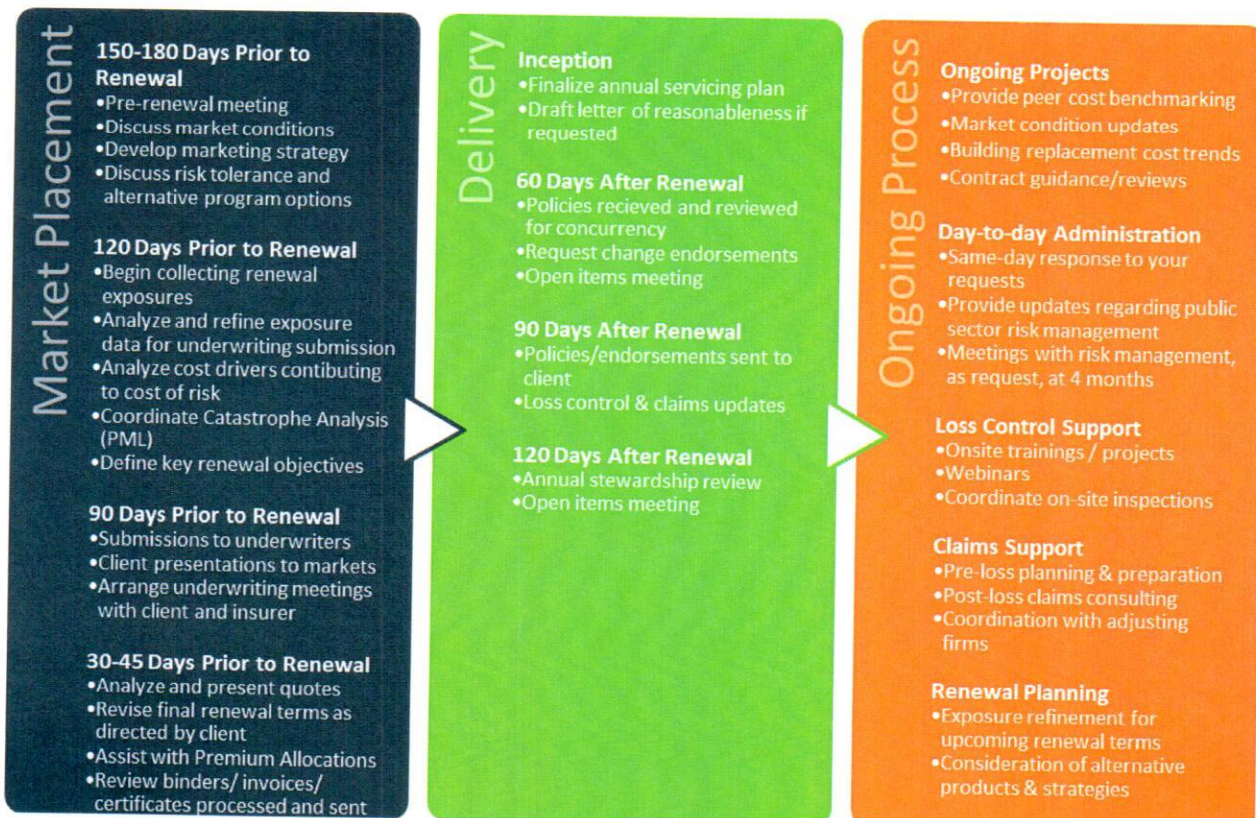 Market Placement
150-180 Days Prior to
Renewal
•Pre-renewal meeting
•Discuss market conditions
•Develop marketing strategy
•Discuss risk tolerance and
alternative program options
120 Days Prior to Renewal
•Begin collecting renewal
exposures
•Analyze and refine exposure
data for underwriting submission
•Analyze cost drivers contibuting
to cost of risk
•Coordinate Catastrophe Analysis
(PML)
•Define key renewal objectives
90 Days Prior to Renewal
•Submissions to underwriters
•Client presentations to markets
•Arrange underwriting meetings
with client and insurer
30-45 Days Prior to Renewal
•Analyze and present quotes
•Revise final renewal terms as
directed by client
•Assist with Premium Allocations
•Review binders/ invoices/
certificates processed and sent
Delivery
Inception
•Finalize annual servicing plan
•Draft letter of reasonableness if
requested
60 Days After Renewal
•Policies recieved and reviewed
for concurrency
•Request change endorsements
•Open items meeting
90 Days After Renewal
•Policies/endorsements sent to
client
•Loss control & claims updates
120 Days After Renewal
•Annual stewardship review
•Open items meeting
Ongoing Process
Ongoing Projects
•Provide peer cost benchmarking
•Market condition updates
•Building replacement cost trends
•Contract guidance/reviews
Day-to-day Administration
•Same-day response to your
requests
•Provide updates regarding public
sector risk management
•Meetings with risk management,
as request, at 4 months
Loss Control Support
•Onsite trainings / projects
•Webinars
•Coordinate on-site inspections
Claims Support
•Pre-loss planning & preparation
•Post-loss claims consulting
•Coordination with adjusting
firms
Renewal Planning
•Exposure refinement for
upcoming renewal terms
•Consideration of alternative
products & strategies